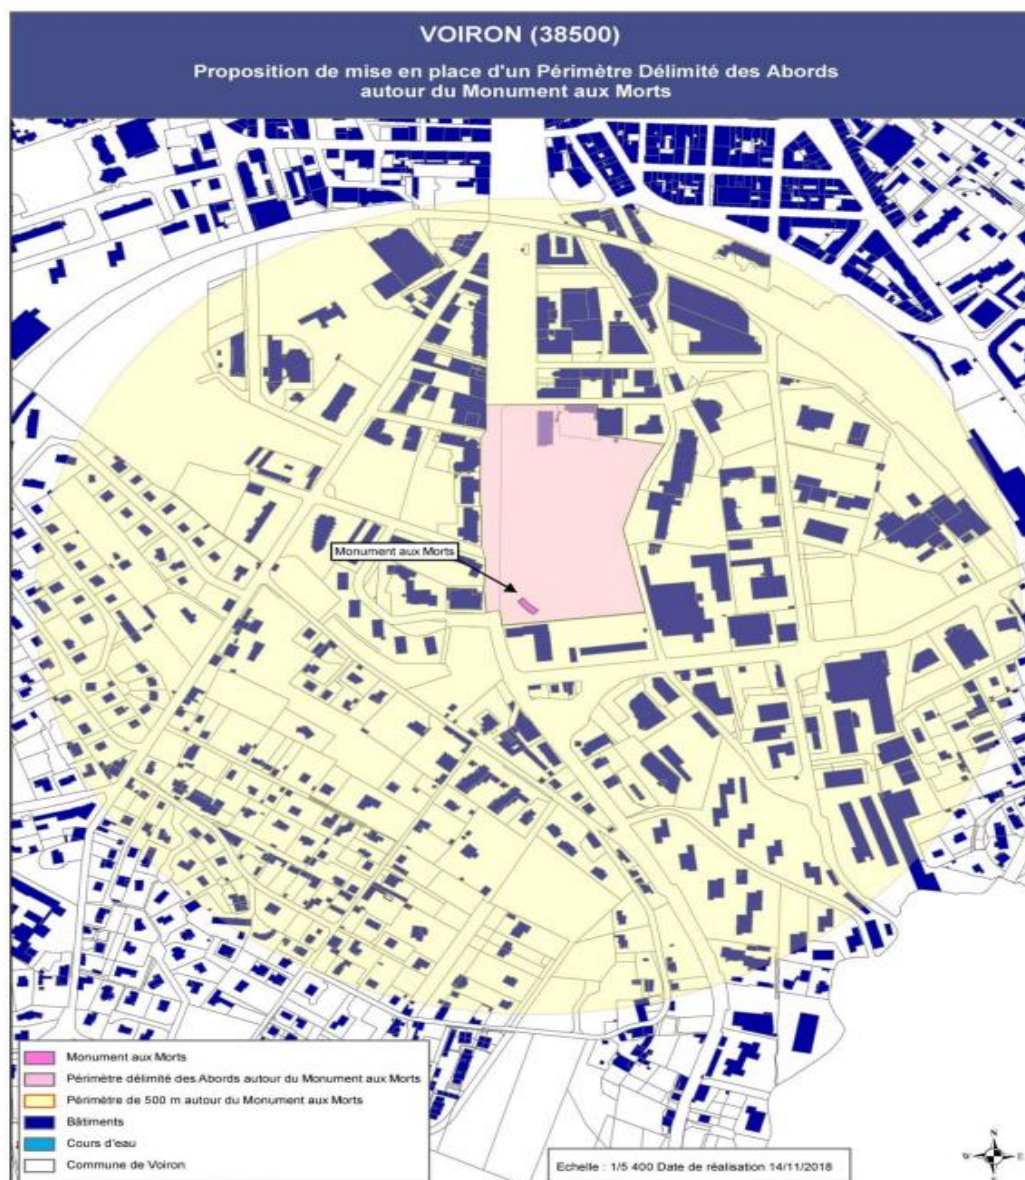 VOIRON (38500)
Proposition de mise en place d'un Périmètre Délimité des Abords
autour du Monument aux Morts
Monument aux Morts
Monument aux Morts
Périmètre délimité des Abords autour du Monument aux Morts
Périmètre de 500 m autour du Monument aux Morts
Bâtiments
Cours d'eau
Commune de Voiron
Echelle : 1/5 400 Date de réalisation 14/11/2018
N
W E
S